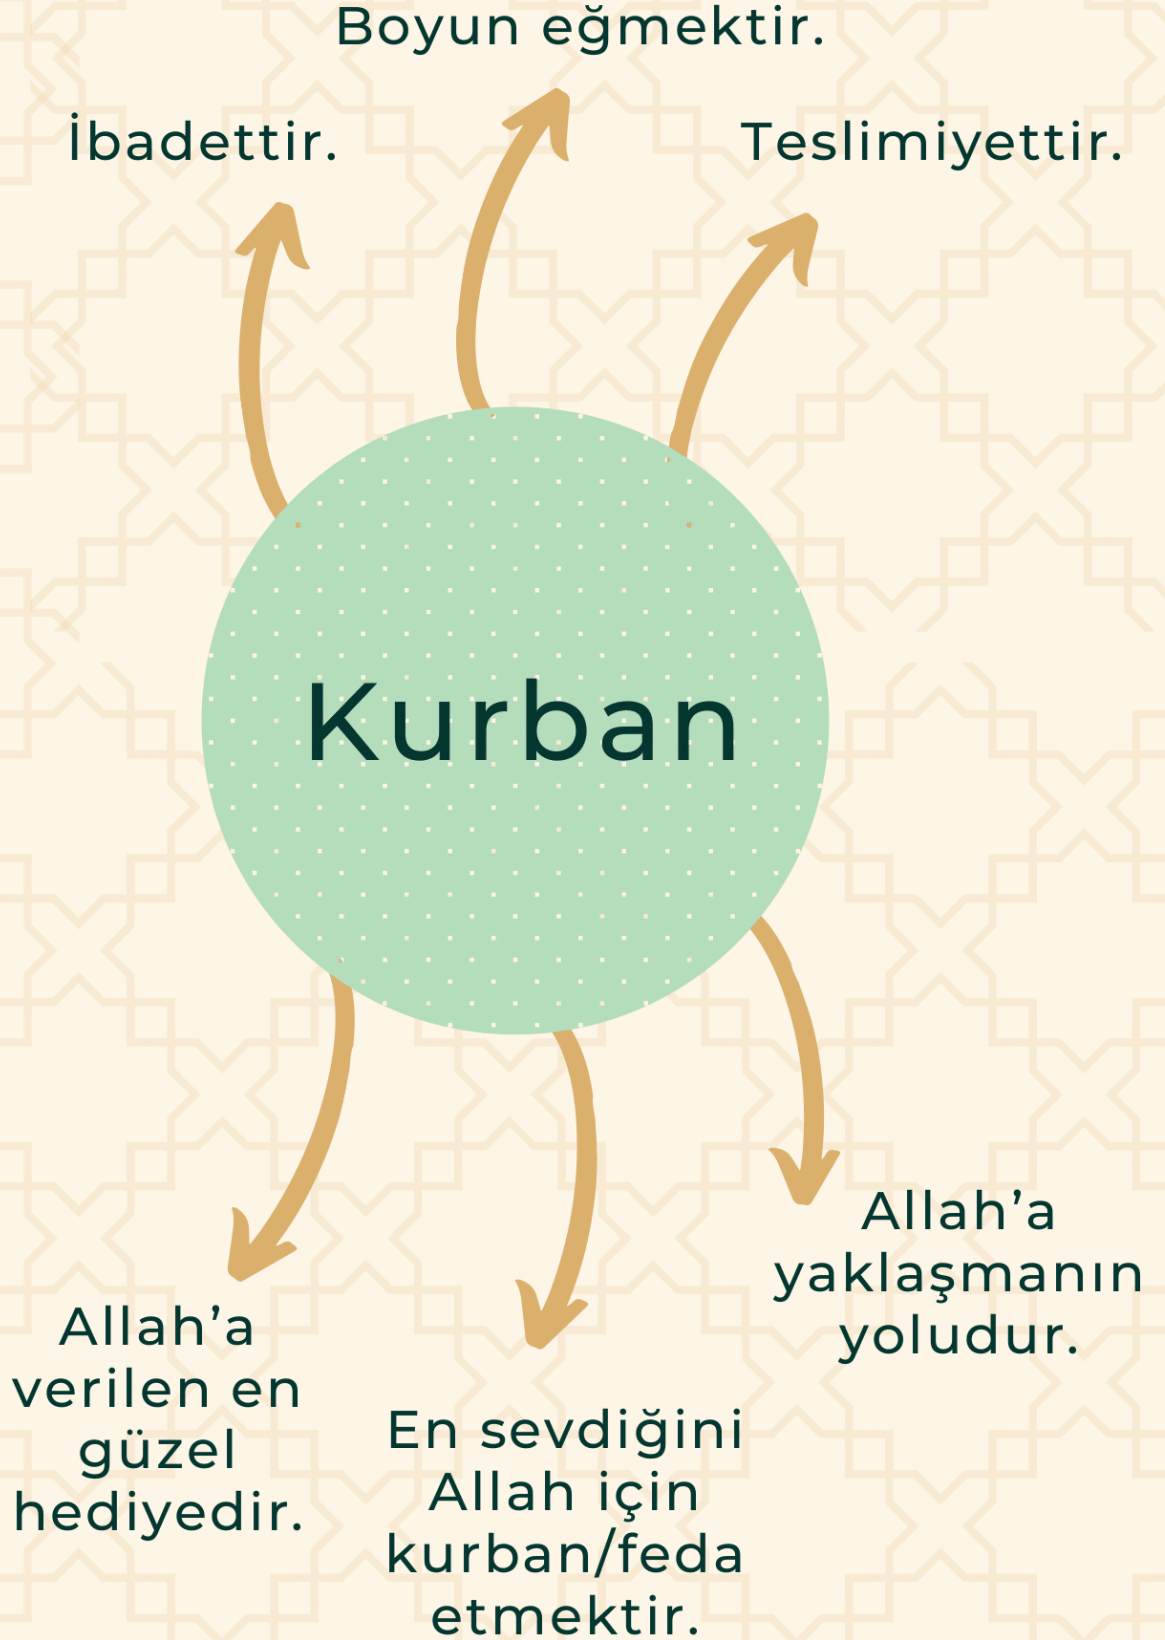 Boyun eğmektir.
İbadettir.
Teslimiyettir.
Kurban
Allah’a
yaklaşmanın
yoludur.
Allah’a
verilen en
güzel
hediyedir.
En sevdiğini
Allah için
kurban/feda
etmektir.